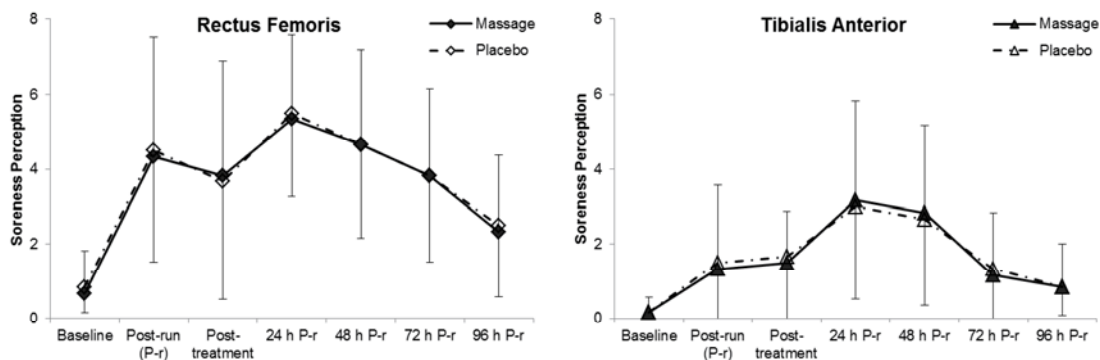 Rectus Femoris
Massage
Placebo
Soreness Perception
8
6
4
2
0
Baseline
Post-run
(P-r)
Post-
treatment
24 h P-r
48 h P-r
72 h P-r
96 h P-r
Tibialis Anterior
Massage
Placebo
Soreness Perception
8
6
4
2
0
Baseline
Post-run
(P-r)
Post-
treatment
24 h P-r
48 h P-r
72 h P-r
96 h P-r